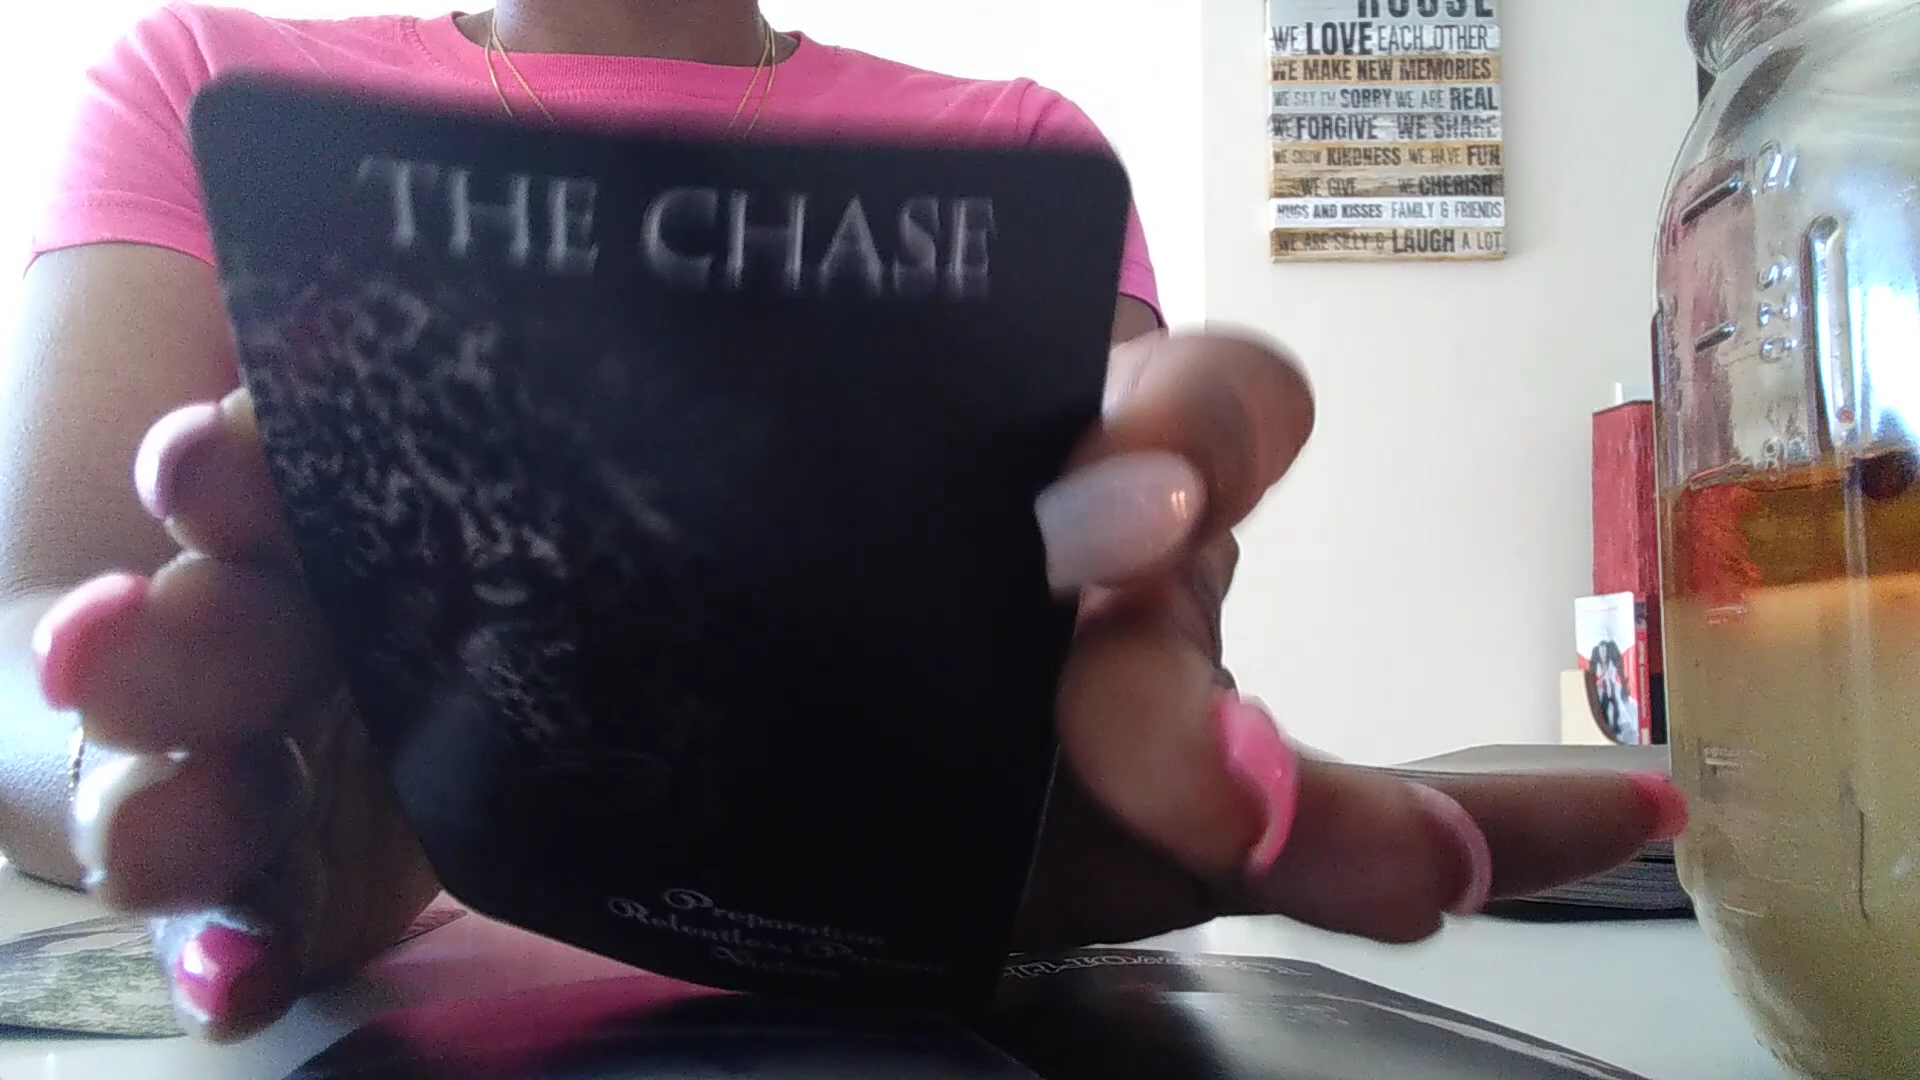 THE CHASE
Preparation
Relentless Pursuit
Victory
HOUSE
WE LOVE EACH OTHER
WE MAKE NEW MEMORIES
WE SAY I'M SORRY WE ARE REAL
WE FORGIVE WE SHARE
WE SHOW KINDNESS WE HAVE FUN
WE GIVE WE CHERISH
HUGS AND KISSES FAMILY & FRIENDS
WE ARE SILLY & LAUGH A LOT